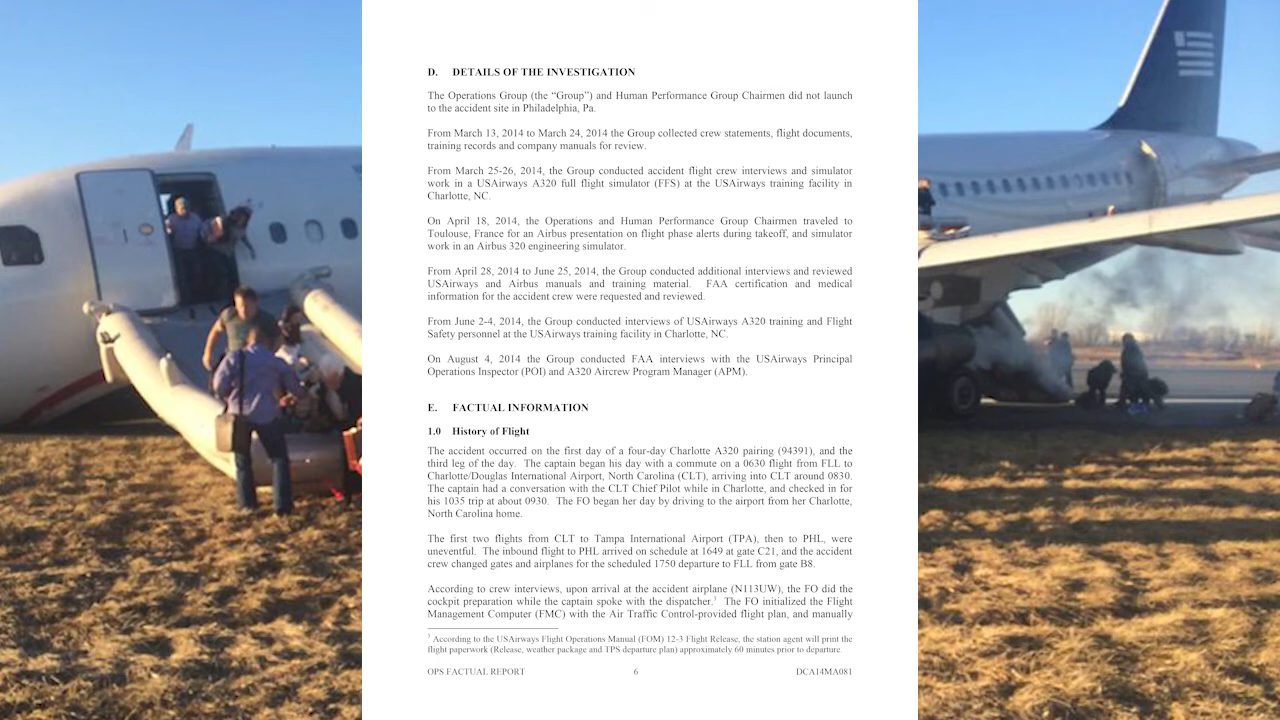 D. DETAILS OF THE INVESTIGATION
The Operations Group (the “Group”) and Human Performance Group Chairmen did not launch
to the accident site in Philadelphia, Pa.
From March 13, 2014 to March 24, 2014 the Group collected crew statements, flight documents,
training records and company manuals for review.
From March 25-26, 2014, the Group conducted accident flight crew interviews and simulator
work in a USAirways A320 full flight simulator (FFS) at the USAirways training facility in
Charlotte, NC.
On April 18, 2014, the Operations and Human Performance Group Chairmen traveled to
Toulouse, France for an Airbus presentation on flight phase alerts during takeoff, and simulator
work in an Airbus 320 engineering simulator.
From April 28, 2014 to June 25, 2014, the Group conducted additional interviews and reviewed
USAirways and Airbus manuals and training material. FAA certification and medical
information for the accident crew were requested and reviewed.
From June 2-4, 2014, the Group conducted interviews of USAirways A320 training and Flight
Safety personnel at the USAirways training facility in Charlotte, NC.
On August 4, 2014 the Group conducted FAA interviews with the USAirways Principal
Operations Inspector (POI) and A320 Aircrew Program Manager (APM).
E. FACTUAL INFORMATION
1.0 History of Flight
The accident occurred on the first day of a four-day Charlotte A320 pairing (94391), and the
third leg of the day. The captain began his day with a commute on a 0630 flight from FLL to
Charlotte/Douglas International Airport, North Carolina (CLT), arriving into CLT around 0830.
The captain had a conversation with the CLT Chief Pilot while in Charlotte, and checked in for
his 1035 trip at about 0930. The FO began her day by driving to the airport from her Charlotte,
North Carolina home.
The first two flights from CLT to Tampa International Airport (TPA), then to PHL, were
uneventful. The inbound flight to PHL arrived on schedule at 1649 at gate C21, and the accident
crew changed gates and airplanes for the scheduled 1750 departure to FLL from gate B8.
According to crew interviews, upon arrival at the accident airplane (N113UW), the FO did the
cockpit preparation while the captain spoke with the dispatcher.3 The FO initialized the Flight
Management Computer (FMC) with the Air Traffic Control-provided flight plan, and manually
3 According to the USAirways Flight Operations Manual (FOM) 12-3 Flight Release, the station agent will print the
flight paperwork (Release, weather package and TPS departure plan) approximately 60 minutes prior to departure.
OPS FACTUAL REPORT 6 DCA14MA081